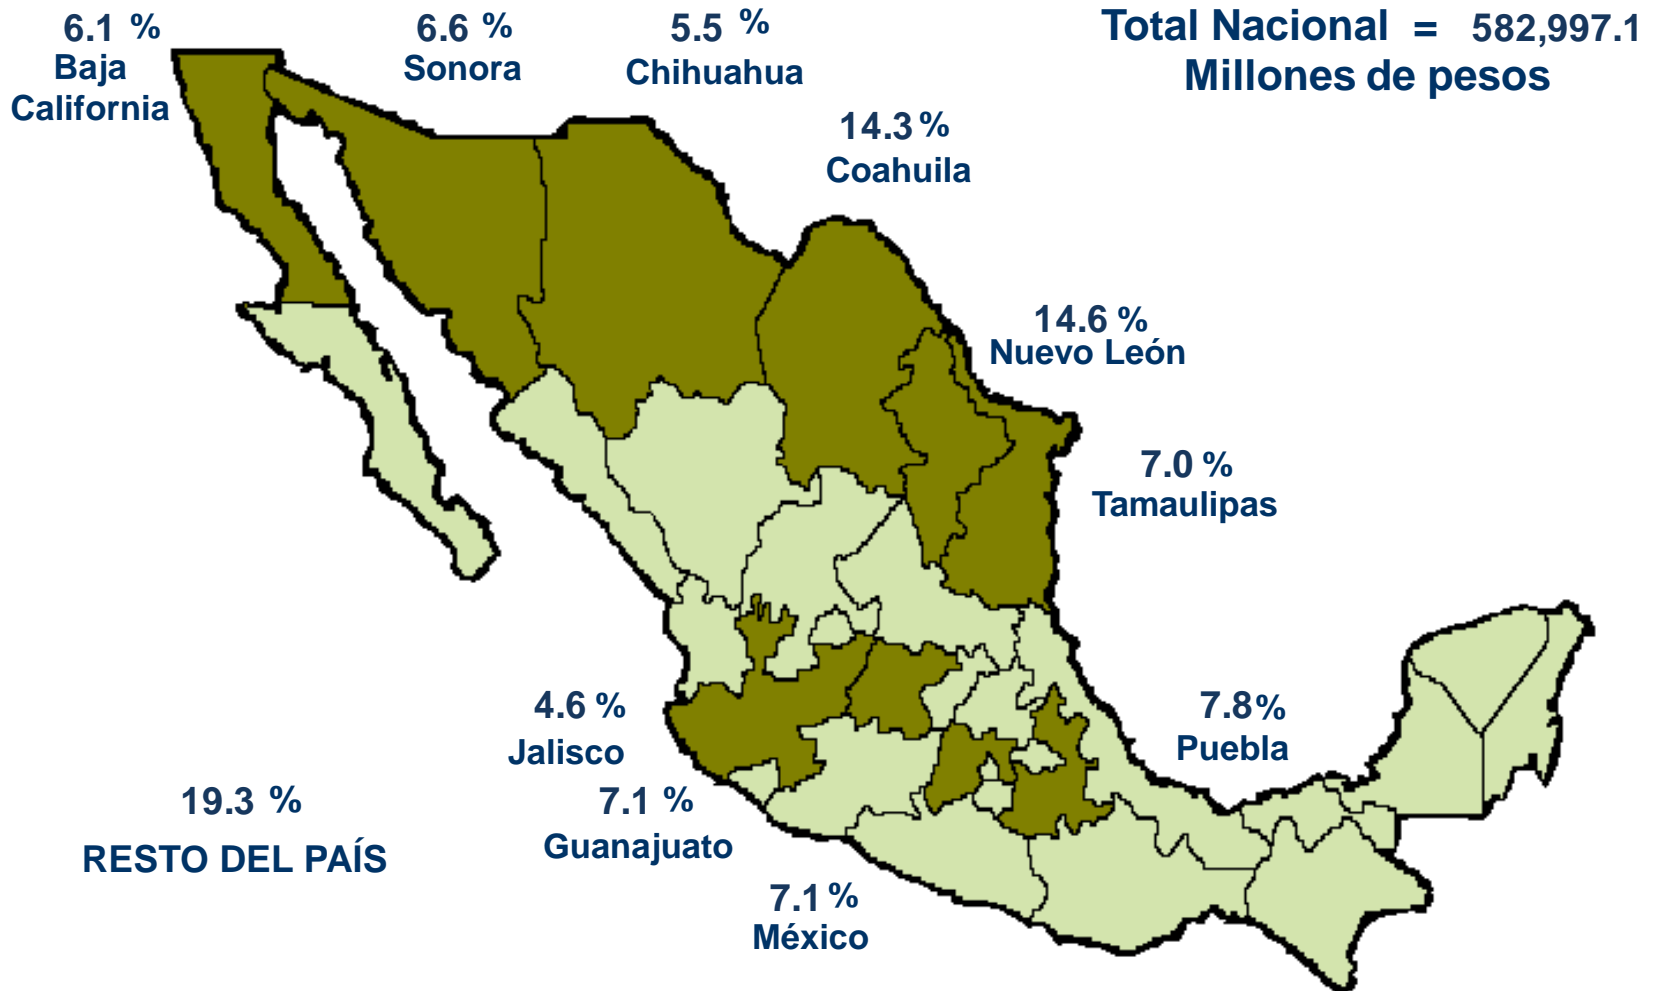 6.1 %
Baja
California
6.6 %
Sonora
5.5 %
Chihuahua
Total Nacional = 582,997.1
Millones de pesos
14.3 %
Coahuila
14.6 %
Nuevo León
7.0 %
Tamaulipas
4.6 %
Jalisco
7.8%
Puebla
19.3 %
RESTO DEL PAÍS
7.1 %
Guanajuato
7.1 %
México